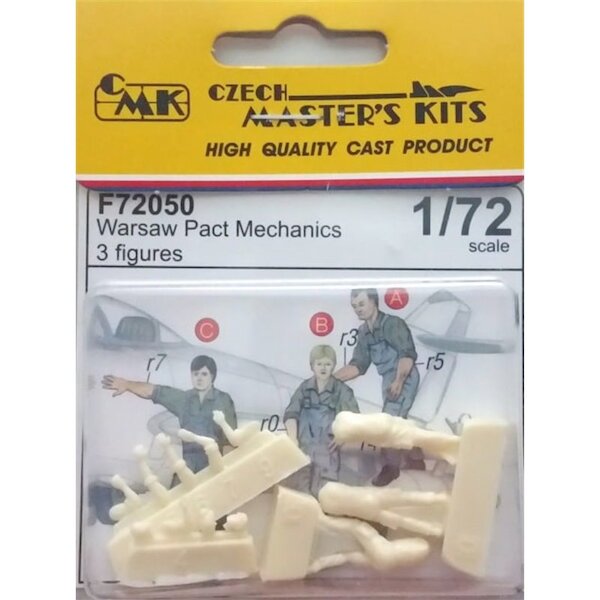 CMK
CZECH
MASTER'S KITS
HIGH QUALITY CAST PRODUCT
F72050
Warsaw Pact Mechanics
3 figures
1/72
scale
A
B
C
r3
r7
r5
r0